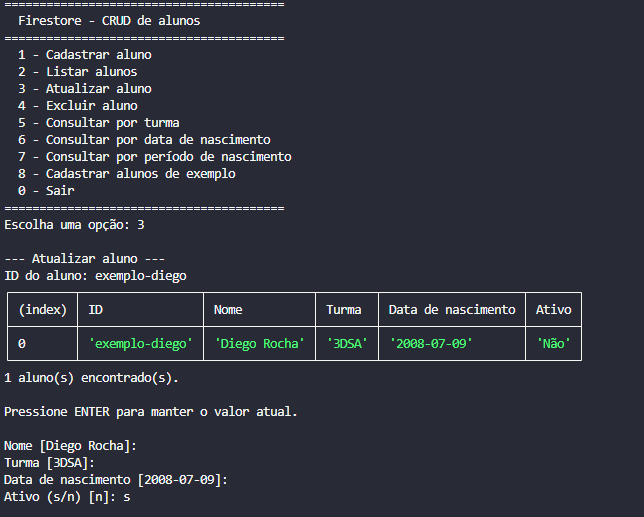 ========================================
Firestore - CRUD de alunos
========================================
1 - Cadastrar aluno
2 - Listar alunos
3 - Atualizar aluno
4 - Excluir aluno
5 - Consultar por turma
6 - Consultar por data de nascimento
7 - Consultar por período de nascimento
8 - Cadastrar alunos de exemplo
0 - Sair
========================================
Escolha uma opção: 3
--- Atualizar aluno ---
ID do aluno: exemplo-diego
(index) ID Nome Turma Data de nascimento Ativo
0 'exemplo-diego' 'Diego Rocha' '3DSA' '2008-07-09' 'Não'
1 aluno(s) encontrado(s).
Pressione ENTER para manter o valor atual.
Nome [Diego Rocha]:
Turma [3DSA]:
Data de nascimento [2008-07-09]:
Ativo (s/n) [n]: s